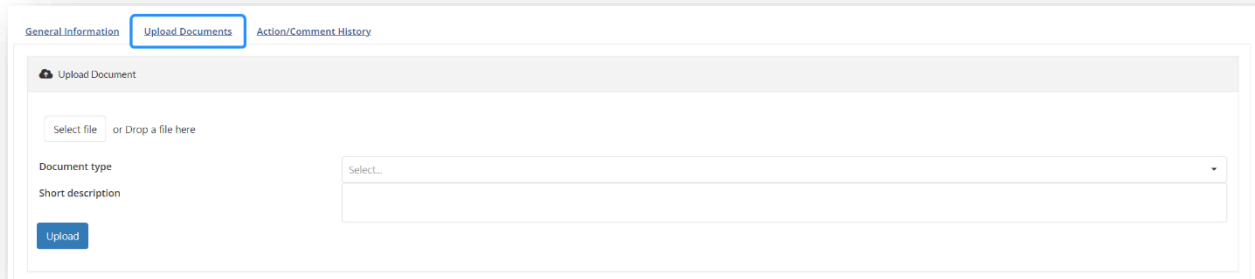 General Information Upload Documents Action/Comment History
Upload Document
Select file or Drop a file here
Document type Select...
Short description
Upload